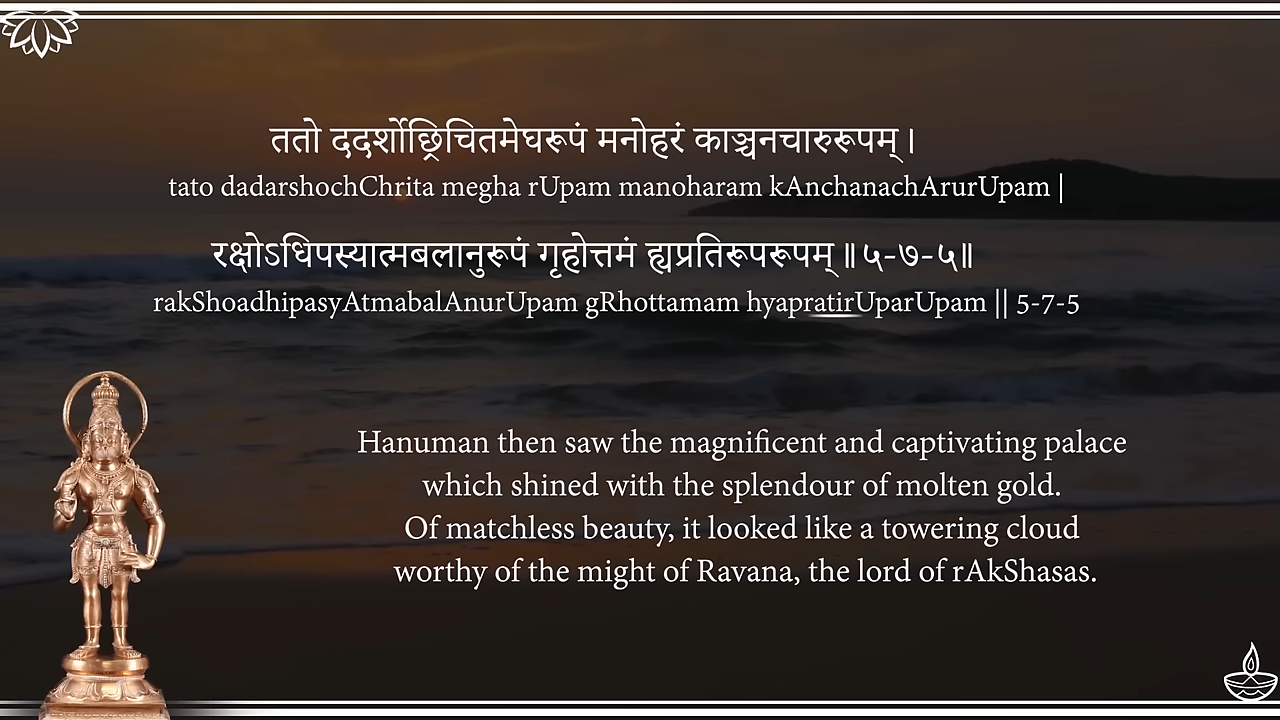 ततो ददर्शोछ्रिचितमेघरूपं मनोहरं काञ्चनचारुरूपम् ।
tato dadarshochChrita megha rUpam manoharam kAnchanachArurUpam |
रक्षोऽधिपस्यात्मबलानुरूपं गृहोत्तमं ह्यप्रतिरूपरूपम् ॥ ५-७-५॥
rakShoadhipasyAtmabalAnurUpam gRhottamam hyapratirUparUpam || 5-7-5
Hanuman then saw the magnificent and captivating palace
which shined with the splendour of molten gold.
Of matchless beauty, it looked like a towering cloud
worthy of the might of Ravana, the lord of rAkShasas.